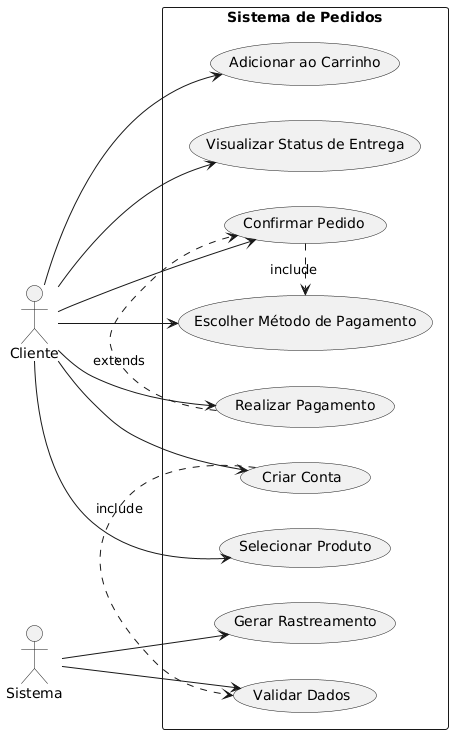 Sistema de Pedidos
Adicionar ao Carrinho
Visualizar Status de Entrega
Confirmar Pedido
include
Escolher Método de Pagamento
Cliente
extends
Realizar Pagamento
Criar Conta
include
Selecionar Produto
Gerar Rastreamento
Sistema
Validar Dados